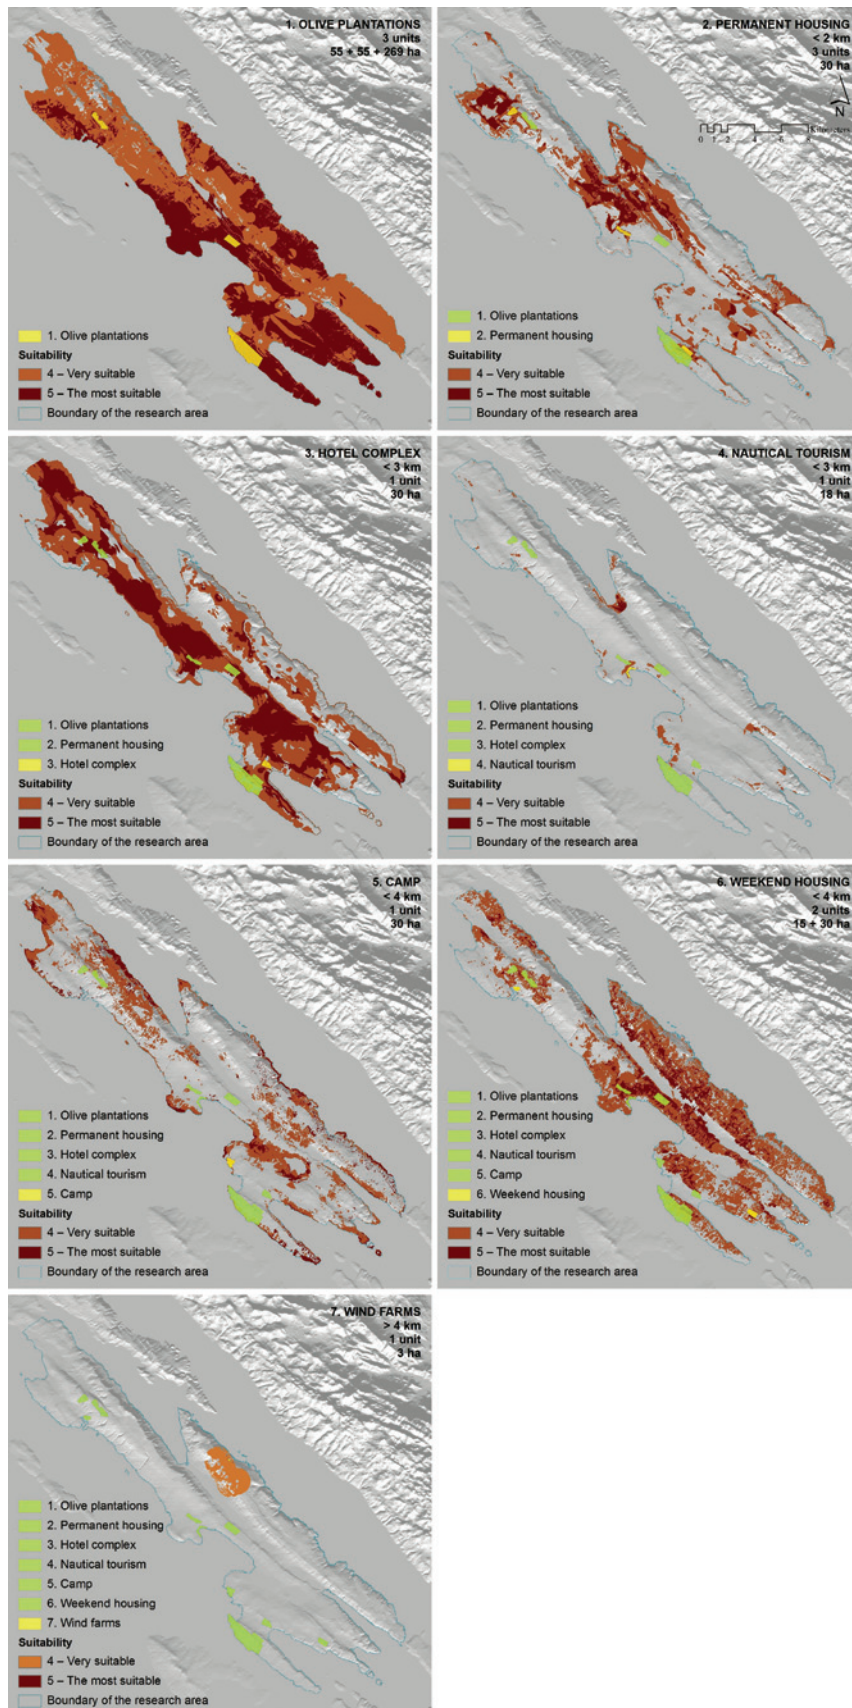 1. OLIVE PLANTATIONS
3 units
55 + 55 + 269 ha
1. Olive plantations
Suitability
4 – Very suitable
5 – The most suitable
Boundary of the research area
2. PERMANENT HOUSING
< 2 km
3 units
30 ha
N
Kilometers
0 1 2 4 6 8
1. Olive plantations
2. Permanent housing
Suitability
4 – Very suitable
5 – The most suitable
Boundary of the research area
3. HOTEL COMPLEX
< 3 km
1 unit
30 ha
1. Olive plantations
2. Permanent housing
3. Hotel complex
Suitability
4 – Very suitable
5 – The most suitable
Boundary of the research area
4. NAUTICAL TOURISM
< 3 km
1 unit
18 ha
1. Olive plantations
2. Permanent housing
3. Hotel complex
4. Nautical tourism
Suitability
4 – Very suitable
5 – The most suitable
Boundary of the research area
5. CAMP
< 4 km
1 unit
30 ha
1. Olive plantations
2. Permanent housing
3. Hotel complex
4. Nautical tourism
5. Camp
Suitability
4 – Very suitable
5 – The most suitable
Boundary of the research area
6. WEEKEND HOUSING
< 4 km
2 units
15 + 30 ha
1. Olive plantations
2. Permanent housing
3. Hotel complex
4. Nautical tourism
5. Camp
6. Weekend housing
Suitability
4 – Very suitable
5 – The most suitable
Boundary of the research area
7. WIND FARMS
> 4 km
1 unit
3 ha
1. Olive plantations
2. Permanent housing
3. Hotel complex
4. Nautical tourism
5. Camp
6. Weekend housing
7. Wind farms
Suitability
4 – Very suitable
5 – The most suitable
Boundary of the research area